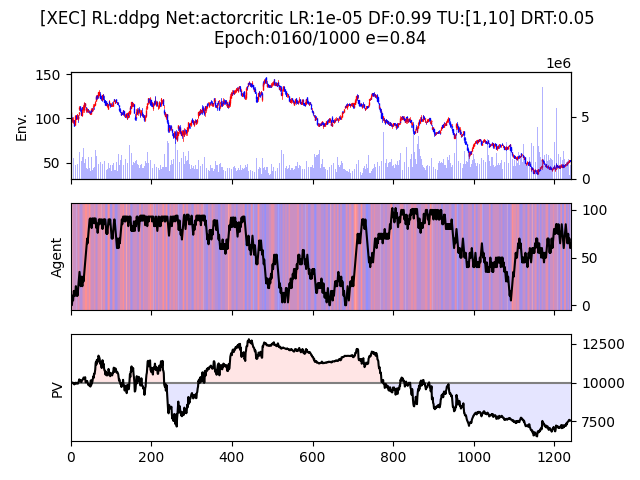 [XEC] RL:ddpg Net:actorcritic LR:1e-05 DF:0.99 TU:[1,10] DRT:0.05
Epoch:0160/1000 e=0.84
1e6
150
100
50
Env.
5
0
Agent
100
50
0
PV
12500
10000
7500
0 200 400 600 800 1000 1200